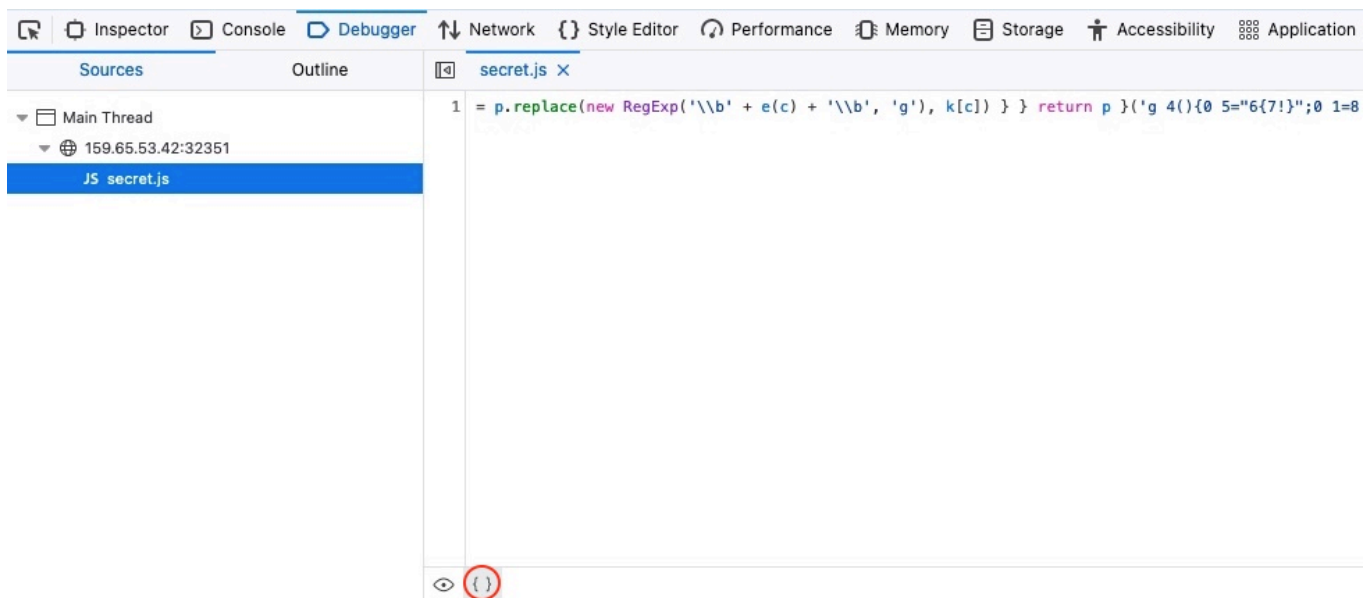 Inspector Console Debugger Network {} Style Editor Performance Memory Storage Accessibility Application
Sources Outline secret.js ×
Main Thread
159.65.53.42:32351
JS secret.js
1 = p.replace(new RegExp('\\b' + e(c) + '\\b', 'g'), k[c]) } } return p }('g 4(){0 5="6{7!}";0 1=8
{ }